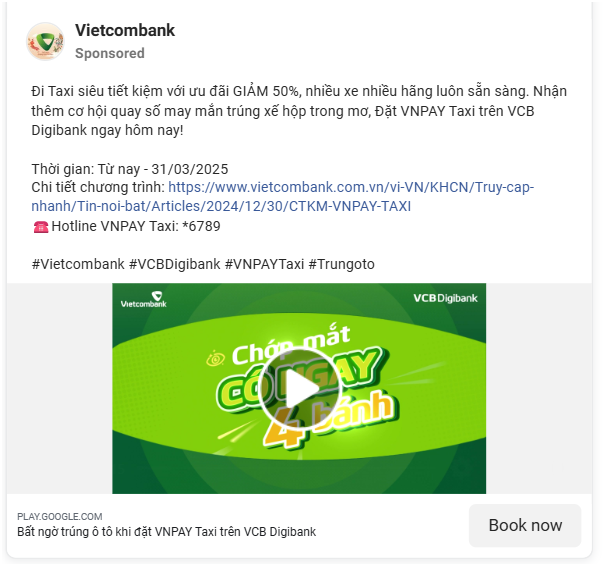 Vietcombank
Sponsored
Đi Taxi siêu tiết kiệm với ưu đãi GIẢM 50%, nhiều xe nhiều hãng luôn sẵn sàng. Nhận
thêm cơ hội quay số may mắn trúng xế hộp trong mơ, Đặt VNPAY Taxi trên VCB
Digibank ngay hôm nay!
Thời gian: Từ nay - 31/03/2025
Chi tiết chương trình: https://www.vietcombank.com.vn/vi-VN/KHCN/Truy-cap-
nhanh/Tin-noi-bat/Articles/2024/12/30/CTKM-VNPAY-TAXI
☎️Hotline VNPAY Taxi: *6789
#Vietcombank #VCBDigibank #VNPAYTaxi #Trungoto
Vietcombank
VCBDigibank
Chớp mắt
CÓ NGAY
4 bánh
PLAY.GOOGLE.COM
Bất ngờ trúng ô tô khi đặt VNPAY Taxi trên VCB Digibank
Book now